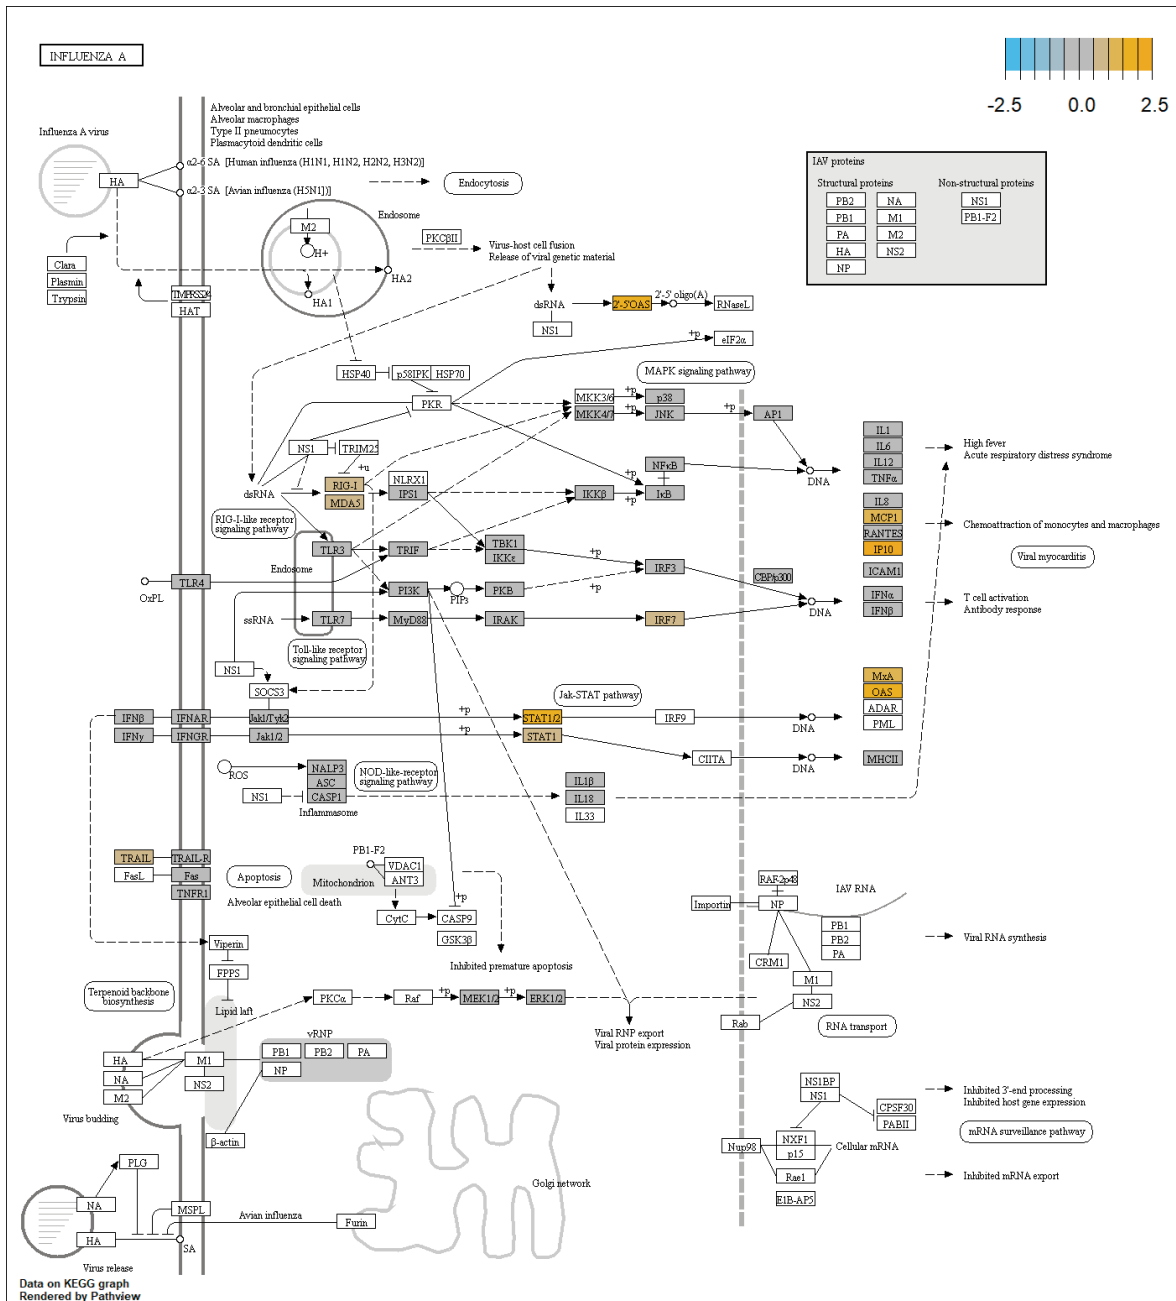 INFLUENZA A
-2.5 0.0 2.5
Alveolar and bronchial epithelial cells
Alveolar macrophages
Type II pneumocytes
Plasmacytoid dendritic cells
Influenza A virus
HA
α2-6 SA [Human influenza (H1N1, H1N2, H2N2, H3N2)]
α2-3 SA [Avian influenza (H5N1)]
Endocytosis
IAV proteins
Structural proteins
Non-structural proteins
PB2
NA
NS1
PB1
M1
PB1-F2
PA
M2
HA
NS2
NP
Endosome
M2
H+
HA1
HA2
PKCβII
Virus-host cell fusion
Release of viral genetic material
Clara
Plasmin
Trypsin
TMPRSS2/4
HAT
dsRNA
2'-5'OAS
2'-5' oligo(A)
RNaseL
NS1
+p
eIF2α
HSP40
p58IPK
HSP70
MAPK signaling pathway
PKR
MKK3/6
+p
p38
MKK4/7
+p
JNK
AP1
NS1
TRIM25
+u
dsRNA
RIG-I
MDA5
NLRX1
IPS1
IKKβ
+p
+p
NFκB
IκB
DNA
IL1
IL6
IL12
TNFα
High fever
Acute respiratory distress syndrome
IL8
MCP1
RANTES
IP10
Chemoattraction of monocytes and macrophages
Viral myocarditis
RIG-I-like receptor
signaling pathway
Endosome
TLR3
TRIF
TBK1
IKKε
+p
IRF3
CBP/p300
ICAM1
OxPL
TLR4
PI3K
PIP3
PKB
+p
DNA
IFNα
IFNβ
T cell activation
Antibody response
ssRNA
TLR7
MyD88
IRAK
IRF7
Toll-like receptor
signaling pathway
NS1
SOCS3
Jak-STAT pathway
MxA
OAS
ADAR
PML
IFNβ
IFNAR
Jak1/Tyk2
+p
STAT1/2
IRF9
DNA
IFNγ
IFNGR
Jak1/2
+p
STAT1
CIITA
DNA
MHCII
ROS
NALP3
ASC
CASP1
NS1
Inflammasome
NOD-like-receptor
signaling pathway
IL1β
IL18
IL33
TRAIL
TRAIL-R
FasL
Fas
TNFR1
Apoptosis
Alveolar epithelial cell death
PB1-F2
VDAC1
ANT3
Mitochondrion
CytC
+p
CASP9
GSK3β
Inhibited premature apoptosis
RAF-2p48
Importin
NP
IAV RNA
PB1
PB2
PA
CRM1
M1
NS2
Rab
RNA transport
Viral RNA synthesis
Viperin
FPPS
Lipid laft
Terpenoid backbone
biosynthesis
PKCα
Raf
+p
MEK1/2
+p
ERK1/2
Viral RNP export
Viral protein expression
vRNP
PB1
PB2
PA
NP
HA
NA
M2
M1
NS2
Virus budding
β-actin
NS1BP
NS1
CPSF30
PABII
Inhibited 3'-end processing
Inhibited host gene expression
mRNA surveillance pathway
Nup98
NXF1
p15
Cellular mRNA
Rae1
E1B-AP5
Inhibited mRNA export
PLG
NA
HA
MSPL
SA
Avian influenza
Furin
Golgi network
Virus release
Data on KEGG graph
Rendered by Pathview